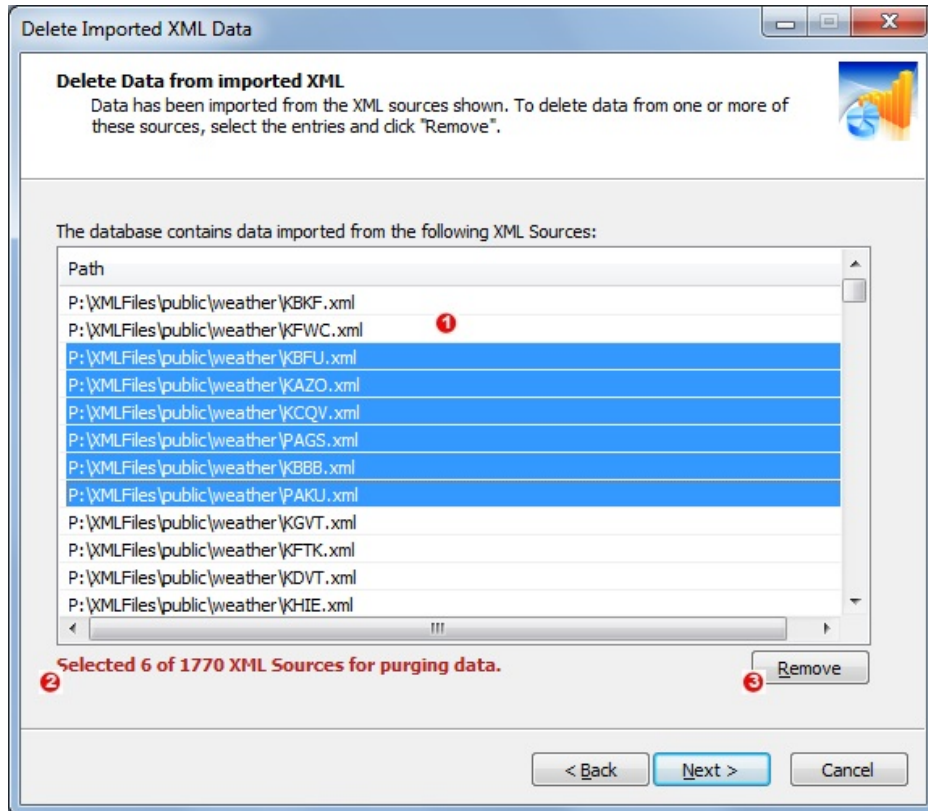 Delete Imported XML Data
Delete Data from imported XML
Data has been imported from the XML sources shown. To delete data from one or more of
these sources, select the entries and click "Remove".
The database contains data imported from the following XML Sources:
Path
P:\XMLFiles\public\weather\KBKF.xml
P:\XMLFiles\public\weather\KFWC.xml
1
P:\XMLFiles\public\weather\KBFU.xml
P:\XMLFiles\public\weather\KAZO.xml
P:\XMLFiles\public\weather\KCQV.xml
P:\XMLFiles\public\weather\PAGS.xml
P:\XMLFiles\public\weather\KBBB.xml
P:\XMLFiles\public\weather\PAKU.xml
P:\XMLFiles\public\weather\KGVT.xml
P:\XMLFiles\public\weather\KFTK.xml
P:\XMLFiles\public\weather\KDVT.xml
P:\XMLFiles\public\weather\KHIE.xml
2
Selected 6 of 1770 XML Sources for purging data.
3
Remove
< Back
Next >
Cancel